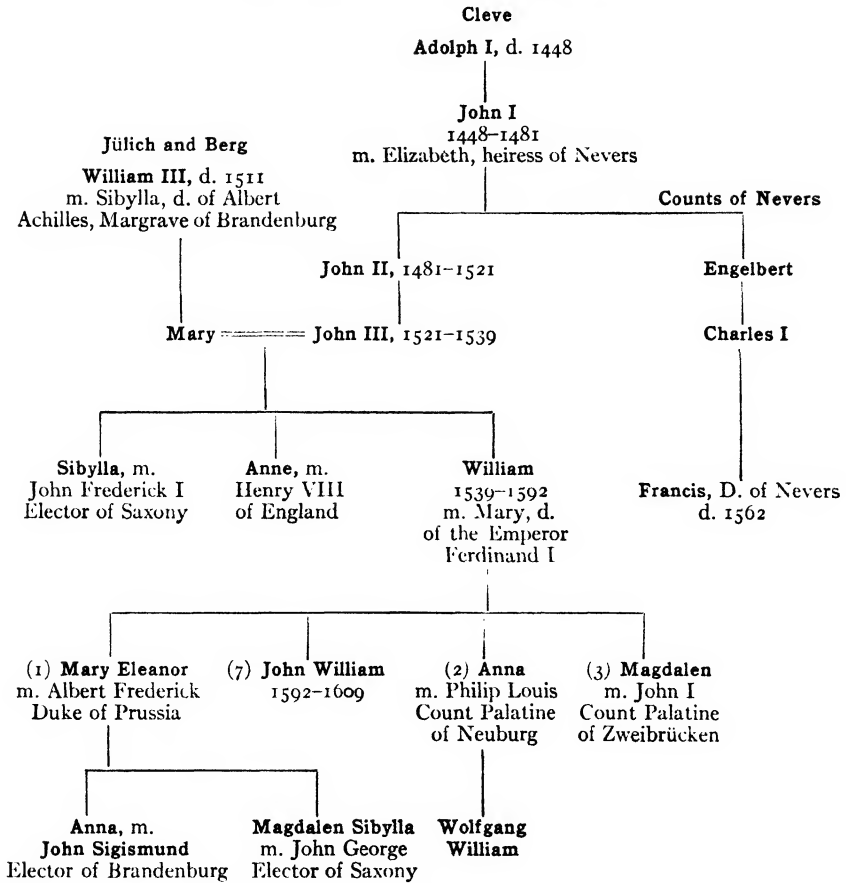 Cleve
Adolph I, d. 1448
John I
1448–1481
m. Elizabeth, heiress of Nevers
Jülich and Berg
William III, d. 1511
m. Sibylla, d. of Albert
Achilles, Margrave of Brandenburg
Counts of Nevers
John II, 1481–1521
Engelbert
Mary
John III, 1521–1539
Charles I
Sibylla, m.
John Frederick I
Elector of Saxony
Anne, m.
Henry VIII
of England
William
1539–1592
m. Mary, d.
of the Emperor
Ferdinand I
Francis, D. of Nevers
d. 1562
(1) Mary Eleanor
m. Albert Frederick
Duke of Prussia
(7) John William
1592–1609
(2) Anna
m. Philip Louis
Count Palatine
of Neuburg
(3) Magdalen
m. John I
Count Palatine
of Zweibrücken
Anna, m.
John Sigismund
Elector of Brandenburg
Magdalen Sibylla
m. John George
Elector of Saxony
Wolfgang
William